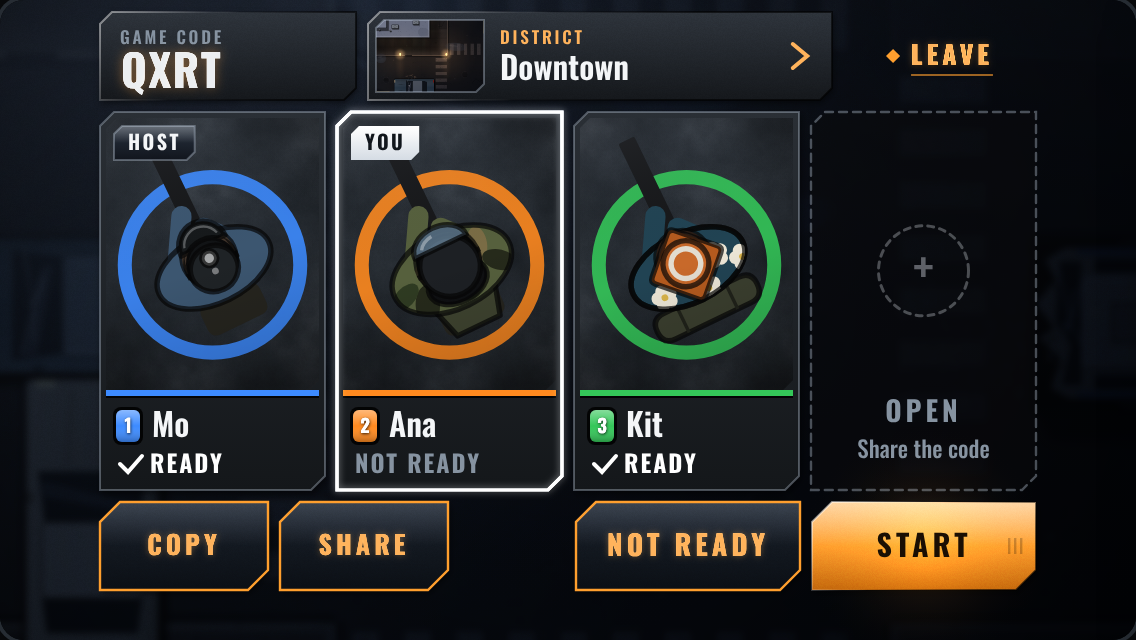 GAME CODE
QXRT
DISTRICT
Downtown
LEAVE
HOST
YOU
1 Mo
READY
2 Ana
NOT READY
3 Kit
READY
+
OPEN
Share the code
COPY
SHARE
NOT READY
START